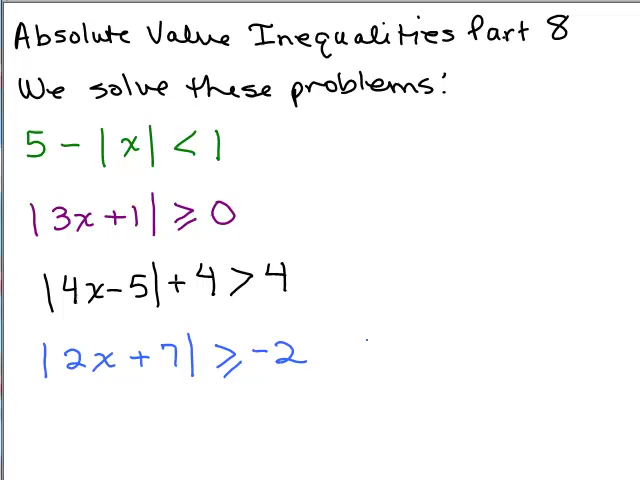 Absolute Value Inequalities Part 8
We solve these problems:
5 - |x| < 1
|3x + 1| ⩾ 0
|4x - 5| + 4 > 4
|2x + 7| ⩾ -2